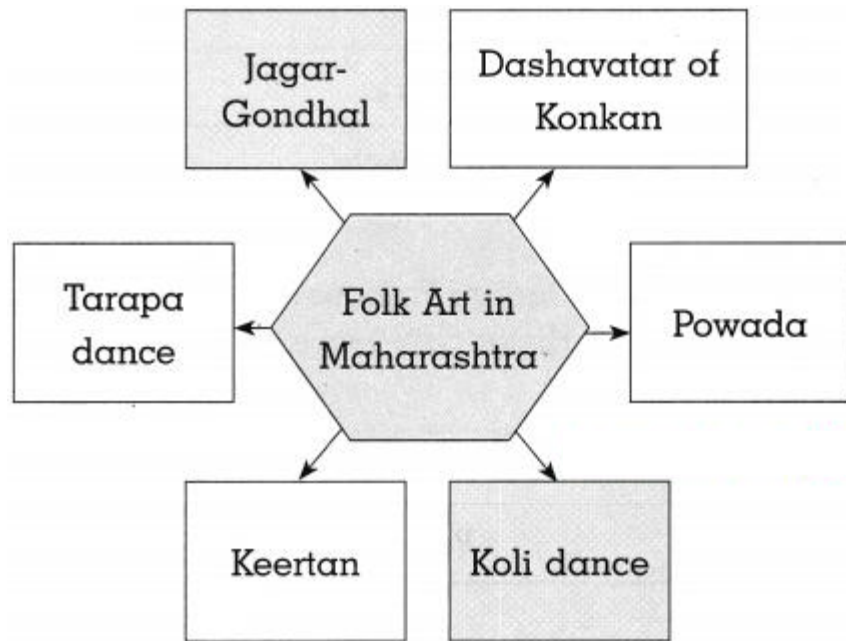 Jagar-
Gondhal
Dashavatar of
Konkan
Tarapa
dance
Folk Art in
Maharashtra
Powada
Keertan
Koli dance